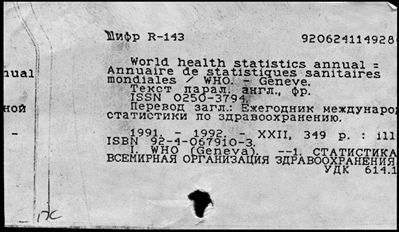 Шифр R-143
920624114928
World health statistics annual =
Annuaire de statistiques sanitaires
mondiales / WHO. - Geneve.
Текст парал. англ., фр.
ISSN 0250-3794.
Перевод загл.: Ежегодник международ
статистики по здравоохранению.
1991. - 1992. - XXII, 349 p. : ill
ISBN 92-4-067910-3.
I. WHO (Geneva). --1. СТАТИСТИКА
ВСЕМИРНАЯ ОРГАНИЗАЦИЯ ЗДРАВООХРАНЕНИЯ
УДК 614.1
nual
ной
-